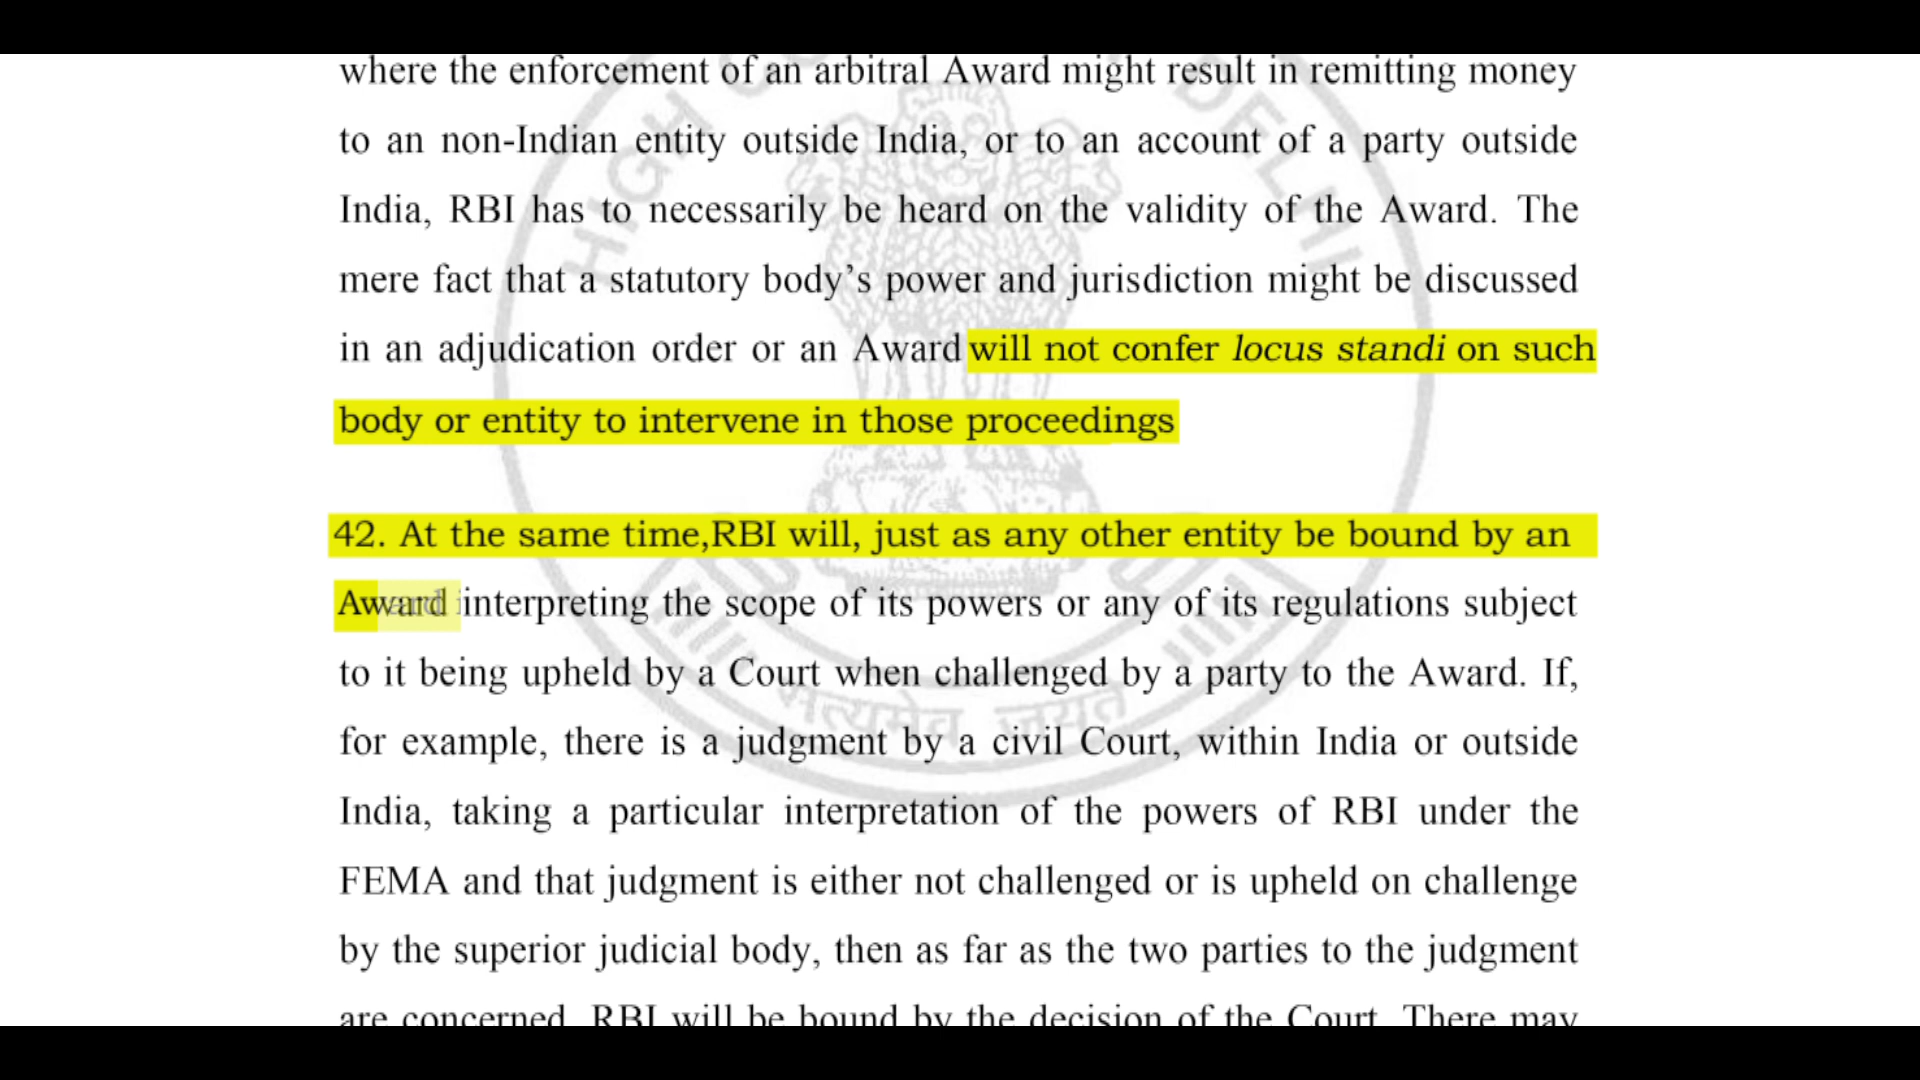 where the enforcement of an arbitral Award might result in remitting money
to an non-Indian entity outside India, or to an account of a party outside
India, RBI has to necessarily be heard on the validity of the Award. The
mere fact that a statutory body’s power and jurisdiction might be discussed
in an adjudication order or an Award will not confer locus standi on such
body or entity to intervene in those proceedings
42. At the same time,RBI will, just as any other entity be bound by an
Award interpreting the scope of its powers or any of its regulations subject
to it being upheld by a Court when challenged by a party to the Award. If,
for example, there is a judgment by a civil Court, within India or outside
India, taking a particular interpretation of the powers of RBI under the
FEMA and that judgment is either not challenged or is upheld on challenge
by the superior judicial body, then as far as the two parties to the judgment
are concerned, RBI will be bound by the decision of the Court. There may
HIGH DELHI
सत्यमेव जयते